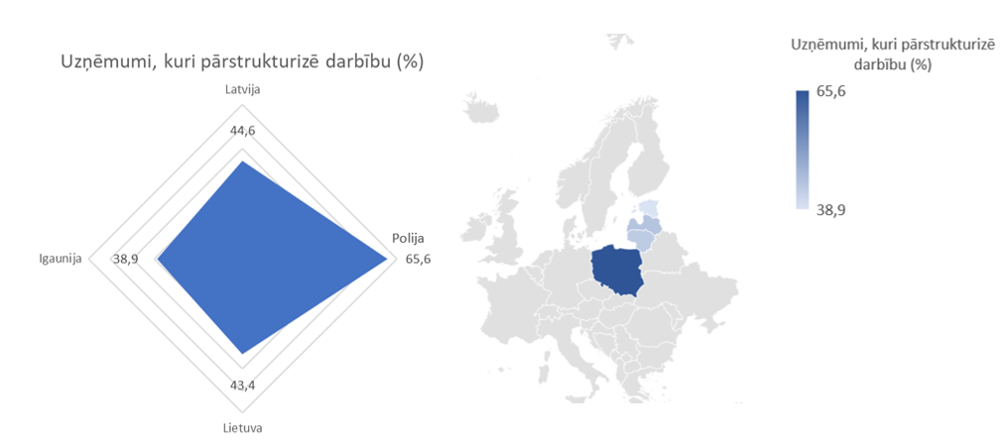 Uzņēmumi, kuri pārstrukturizē darbību (%)
Latvija
44,6
Polija
65,6
Igaunija
38,9
43,4
Lietuva
Uzņēmumi, kuri pārstrukturizē
darbību (%)
65,6
38,9